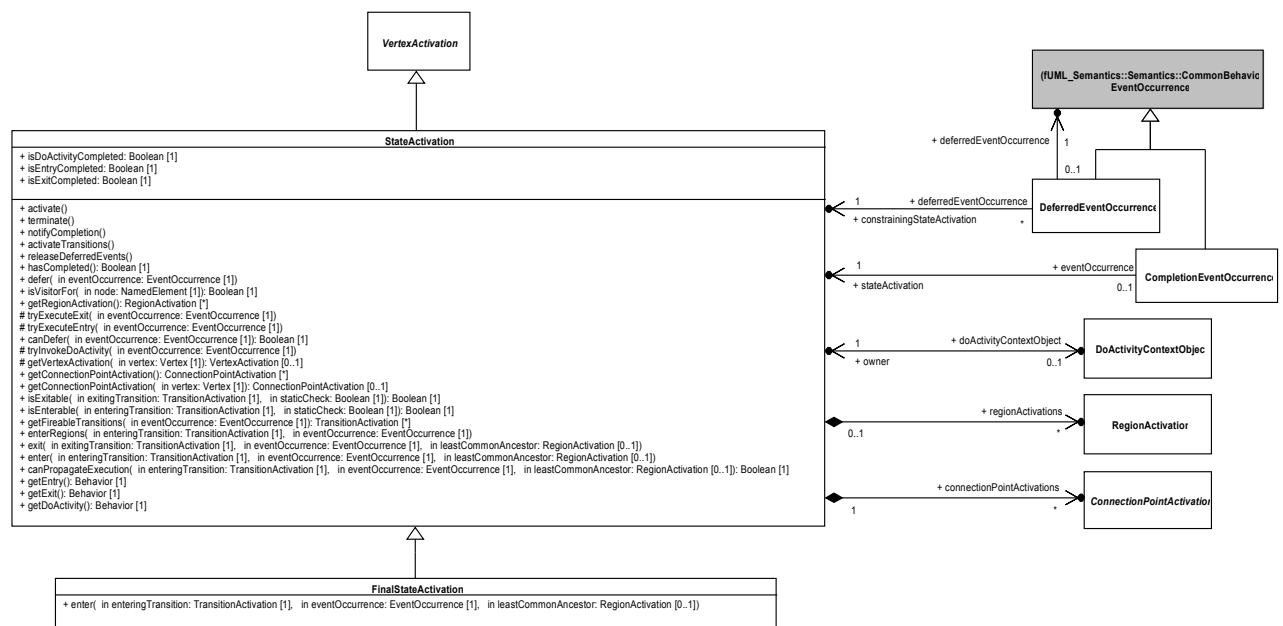 VertexActivation
(fUML_Semantics::Semantics::CommonBehavio
EventOccurrence
StateActivation
+ isDoActivityCompleted: Boolean [1]
+ isEntryCompleted: Boolean [1]
+ isExitCompleted: Boolean [1]
+ activate()
+ terminate()
+ notifyCompletion()
+ activateTransitions()
+ releaseDeferredEvents()
+ hasCompleted(): Boolean [1]
+ defer(  in eventOccurrence: EventOccurrence [1])
+ isVisitorFor(  in node: NamedElement [1]): Boolean [1]
+ getRegionActivation(): RegionActivation [*]
# tryExecuteExit(  in eventOccurrence: EventOccurrence [1])
# tryExecuteEntry(  in eventOccurrence: EventOccurrence [1])
+ canDefer(  in eventOccurrence: EventOccurrence [1]): Boolean [1]
# tryInvokeDoActivity(  in eventOccurrence: EventOccurrence [1])
# getVertexActivation(  in vertex: Vertex [1]): VertexActivation [0..1]
+ getConnectionPointActivation(): ConnectionPointActivation [*]
+ getConnectionPointActivation(  in vertex: Vertex [1]): ConnectionPointActivation [0..1]
+ isExitable(  in exitingTransition: TransitionActivation [1],   in staticCheck: Boolean [1]): Boolean [1]
+ isEnterable(  in enteringTransition: TransitionActivation [1],   in staticCheck: Boolean [1]): Boolean [1]
+ getFireableTransitions(  in eventOccurrence: EventOccurrence [1]): TransitionActivation [*]
+ enterRegions(  in enteringTransition: TransitionActivation [1],   in eventOccurrence: EventOccurrence [1])
+ exit(  in exitingTransition: TransitionActivation [1],   in eventOccurrence: EventOccurrence [1],   in leastCommonAncestor: RegionActivation [0..1])
+ enter(  in enteringTransition: TransitionActivation [1],   in eventOccurrence: EventOccurrence [1],   in leastCommonAncestor: RegionActivation [0..1])
+ canPropagateExecution(  in enteringTransition: TransitionActivation [1],   in eventOccurrence: EventOccurrence [1],   in leastCommonAncestor: RegionActivation [0..1]): Boolean [1]
+ getEntry(): Behavior [1]
+ getExit(): Behavior [1]
+ getDoActivity(): Behavior [1]
+ deferredEventOccurrence
1
0..1
1
+ deferredEventOccurrence
+ constrainingStateActivation
*
DeferredEventOccurrence
1
+ eventOccurrence
+ stateActivation
0..1
CompletionEventOccurrenc
1
+ doActivityContextObject
+ owner
0..1
DoActivityContextObjec
+ regionActivations
0..1
*
RegionActivation
+ connectionPointActivations
1
*
ConnectionPointActivation
FinalStateActivation
+ enter(  in enteringTransition: TransitionActivation [1],   in eventOccurrence: EventOccurrence [1],   in leastCommonAncestor: RegionActivation [0..1])